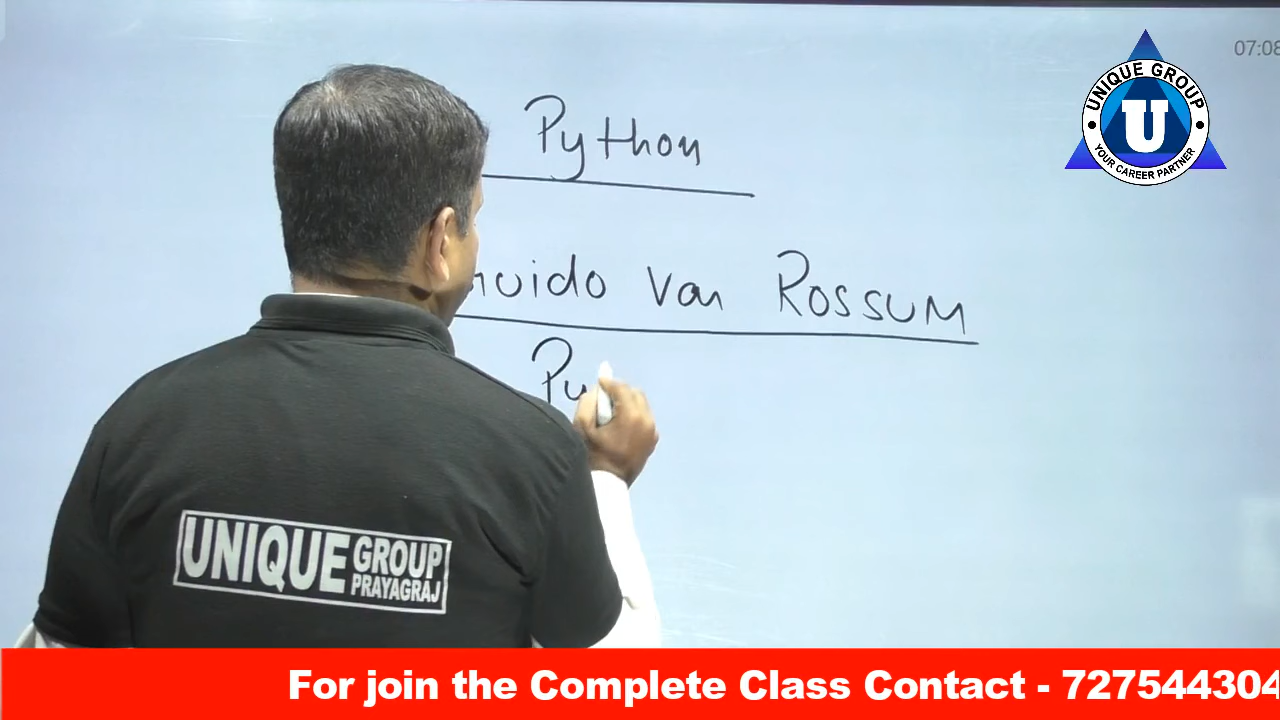 07:08
UNIQUE GROUP
U
YOUR CAREER PARTNER
Python
uido Van Rossum
Py
UNIQUE GROUP
PRAYAGRAJ
For join the Complete Class Contact - 727544304